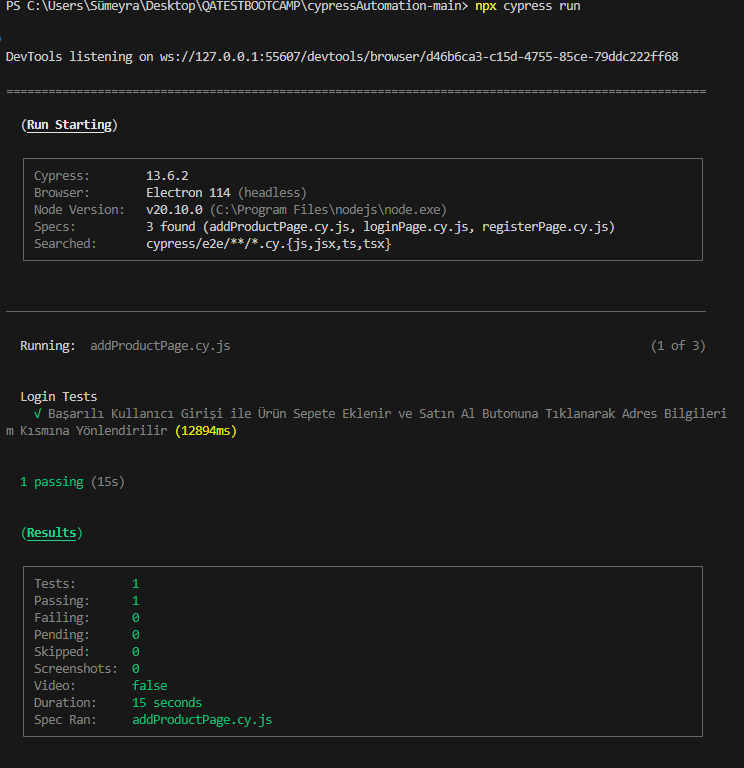 PS C:\Users\Sümeyra\Desktop\QATESTBOOTCAMP\cypressAutomation-main> npx cypress run
DevTools listening on ws://127.0.0.1:55607/devtools/browser/d46b6ca3-c15d-4755-85ce-79ddc222ff68
====================================================================================================
(Run Starting)
Cypress: 13.6.2
Browser: Electron 114 (headless)
Node Version: v20.10.0 (C:\Program Files\nodejs\node.exe)
Specs: 3 found (addProductPage.cy.js, loginPage.cy.js, registerPage.cy.js)
Searched: cypress/e2e/**/*.cy.{js,jsx,ts,tsx}
Running: addProductPage.cy.js (1 of 3)
Login Tests
√ Başarılı Kullanıcı Girişi ile Ürün Sepete Eklenir ve Satın Al Butonuna Tıklanarak Adres Bilgileri
m Kısmına Yönlendirilir (12894ms)
1 passing (15s)
(Results)
Tests: 1
Passing: 1
Failing: 0
Pending: 0
Skipped: 0
Screenshots: 0
Video: false
Duration: 15 seconds
Spec Ran: addProductPage.cy.js